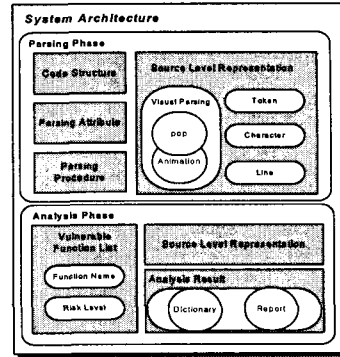 System Architecture
Parsing Phase
Code Structure
Parsing Attribute
Parsing
Procedure
Source Level Representation
Visual Parsing
pop
Animation
Token
Character
Line
Analysis Phase
Vulnerable
Function List
Function Name
Risk Level
Source Level Representation
Analysis Result
Dictionary
Report